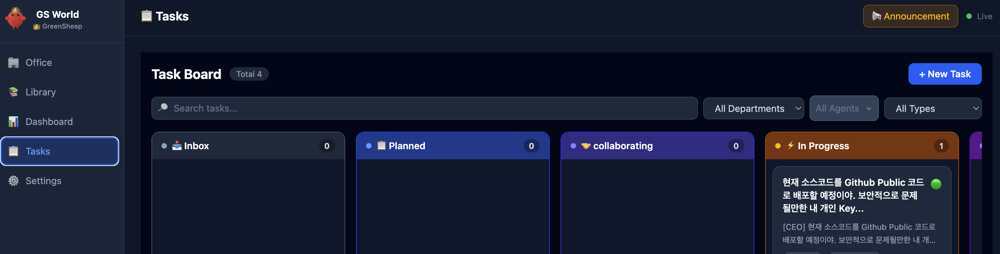 GS World
👑 GreenSheep
Office
Library
Dashboard
Tasks
Settings
Tasks
Announcement
Live
Task Board
Total 4
+ New Task
Search tasks...
All Departments
All Agents
All Types
Inbox
0
Planned
0
collaborating
0
In Progress
1
현재 소스코드를 Github Public 코드
로 배포할 예정이야. 보안적으로 문제
될만한 내 개인 Key...
[CEO] 현재 소스코드를 Github Public 코드로
배포할 예정이야. 보안적으로 문제될만한 내 개...